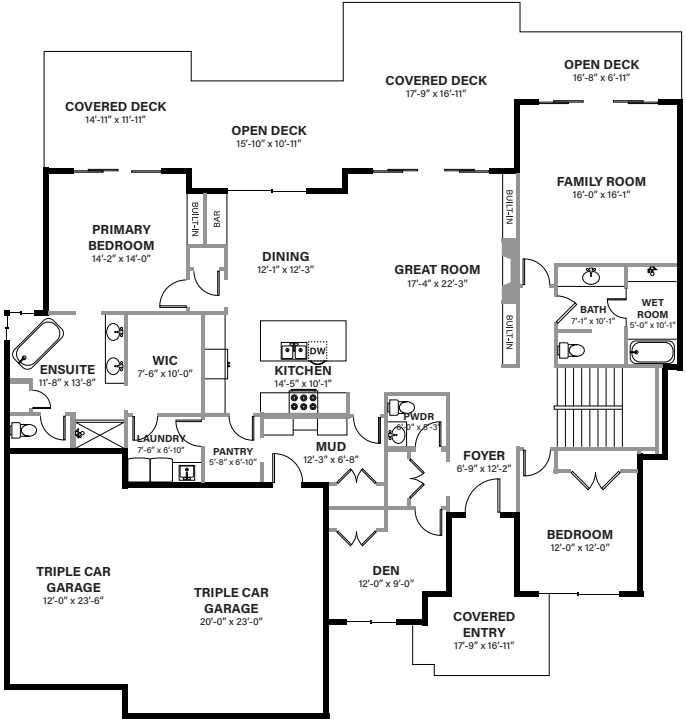 OPEN DECK
16'-8" x 6'-11"
COVERED DECK
17'-9" x 16'-11"
COVERED DECK
14'-11" x 11'-11"
OPEN DECK
15'-10" x 10'-11"
FAMILY ROOM
16'-0" x 16'-1"
BUILT-IN
BAR
BUILT-IN
PRIMARY
BEDROOM
14'-2" x 14'-0"
DINING
12'-1" x 12'-3"
GREAT ROOM
17'-4" x 22'-3"
BUILT-IN
BATH
7'-1" x 10'-1"
WET
ROOM
5'-0" x 10'-1"
DW
ENSUITE
11'-8" x 13'-8"
WIC
7'-6" x 10'-0"
KITCHEN
14'-5" x 10'-1"
PWDR
LAUNDRY
7'-6" x 6'-10"
PANTRY
5'-8" x 6'-10"
MUD
12'-3" x 6'-8"
FOYER
6'-9" x 12'-2"
BEDROOM
12'-0" x 12'-0"
TRIPLE CAR
GARAGE
12'-0" x 23'-6"
TRIPLE CAR
GARAGE
20'-0" x 23'-0"
DEN
12'-0" x 9'-0"
COVERED
ENTRY
17'-9" x 16'-11"